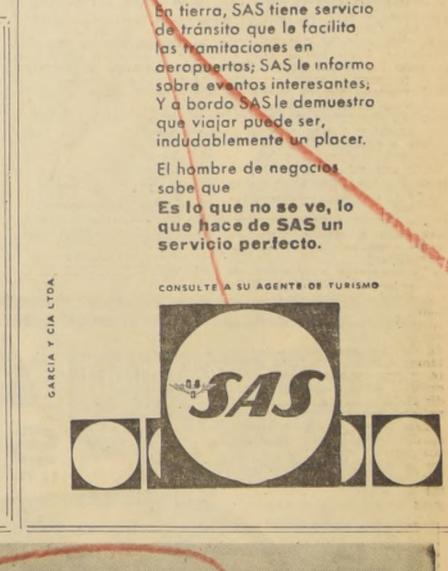 En tierra, SAS tiene servicio
de tránsito que le facilita
las tramitaciones en
aeropuertos; SAS le informa
sobre eventos interesantes;
Y a bordo SAS le demuestra
que viajar puede ser,
indudablemente un placer.
El hombre de negocios
sabe que
Es lo que no se ve, lo
que hace de SAS un
servicio perfecto.
CONSULTE A SU AGENTE DE TURISMO
GARCIA Y CIA LTDA.
SAS